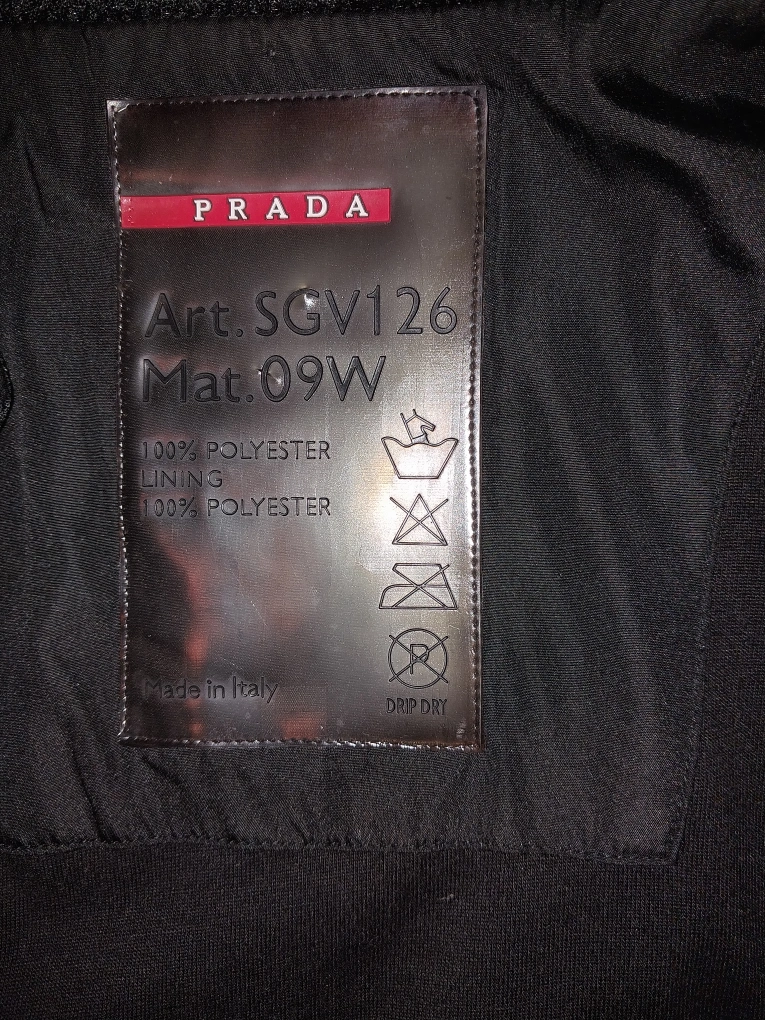 PRADA
Art. SGV126
Mat. 09W
100% POLYESTER
LINING
100% POLYESTER
P
Made in Italy
DRIP DRY